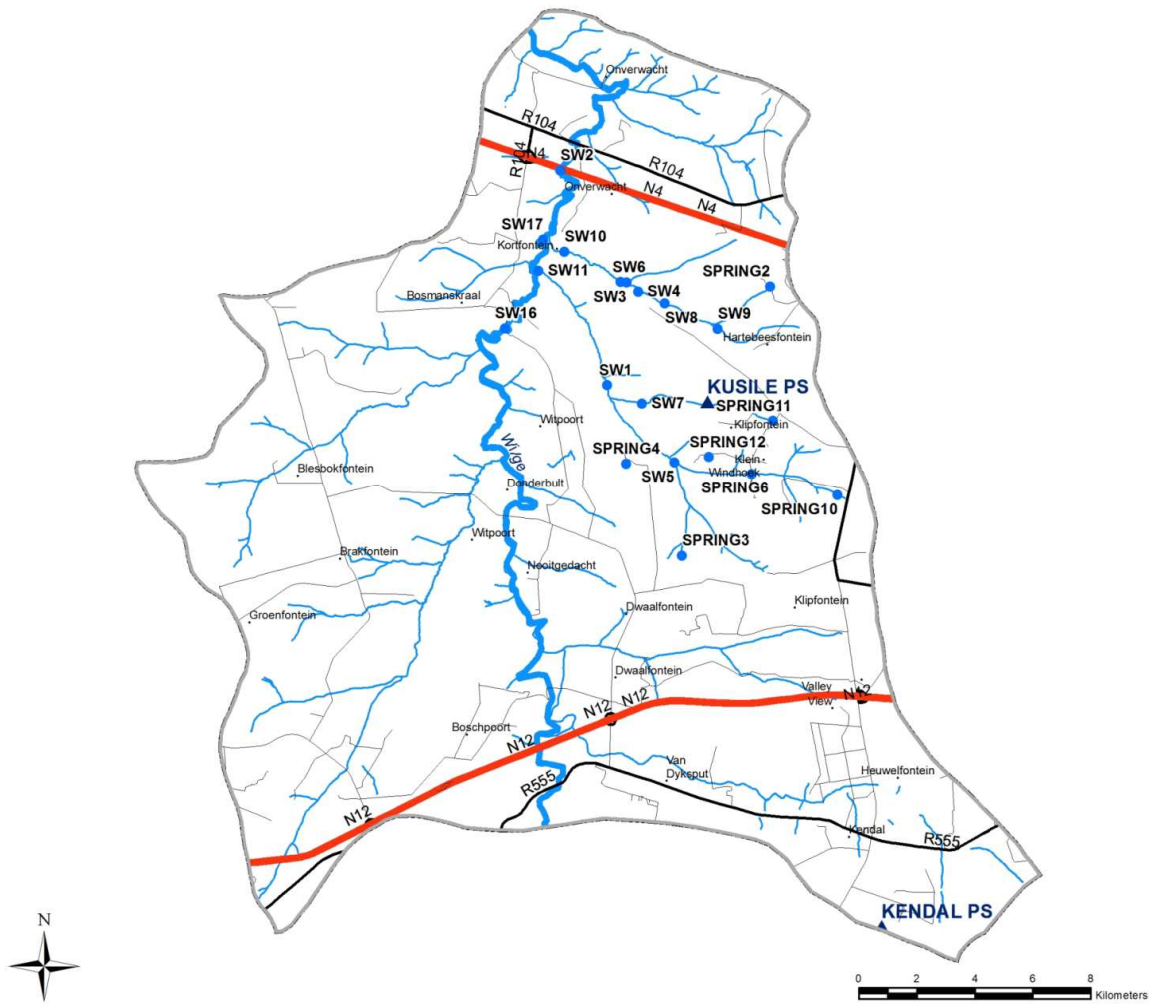 Onverwacht
R104
R104
N4
R104
SW2
Onverwacht
N4
N4
SW17
SW10
Kortfontein
SW11
SW6
SPRING2
SW3
SW4
Bosmanskraal
SW8
SW9
SW16
Hartebeesfontein
SW1
KUSILE PS
SW7
SPRING11
Witpoort
Klipfontein
Wilge
SPRING4
SPRING12
Klein
Blesbokfontein
SW5
Windhoek
Donderbult
SPRING6
SPRING10
Witpoort
SPRING3
Brakfontein
Nooitgedacht
Klipfontein
Groenfontein
Dwaalfontein
Dwaalfontein
Valley
View
N12
N12
N12
Boschpoort
N12
Van
Dyksput
Heuwelfontein
R555
N12
Kendal
R555
KENDAL PS
N
0 2 4 6 8
Kilometers